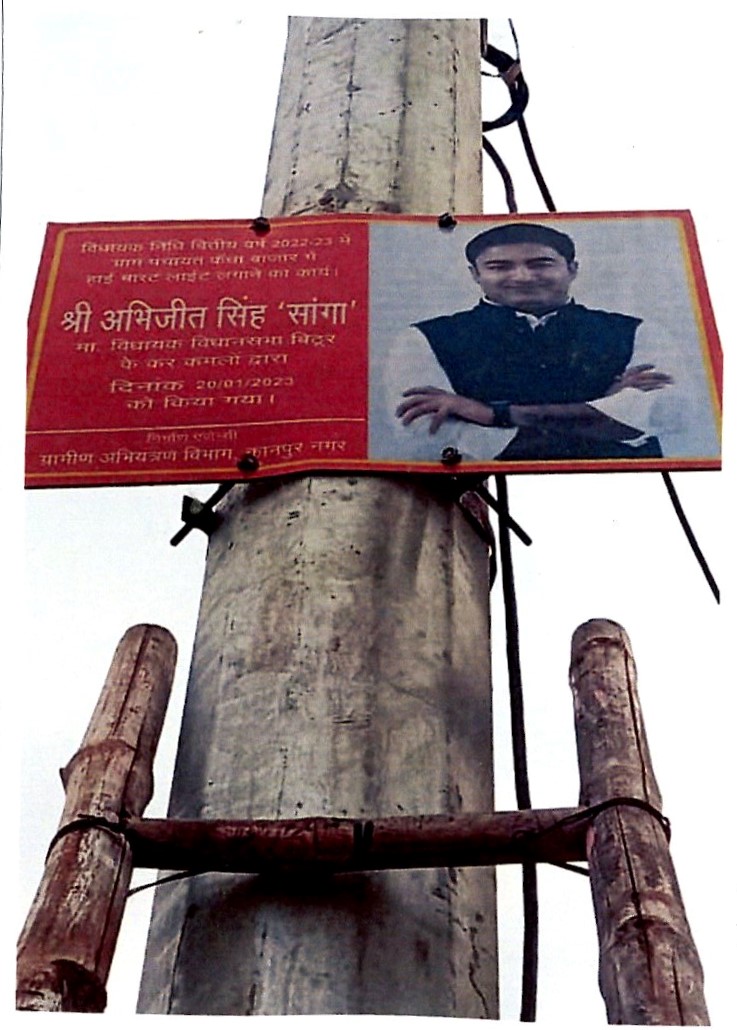 विधायक निधि वित्तीय वर्ष 2022-23 में
ग्राम पंचायत कंधी बाजार में
हाई मास्ट लाईट लगाने का कार्य।
श्री अभिजीत सिंह 'सांगा'
मा. विधायक विधानसभा बिठूर
के कर कमलों द्वारा
दिनांक 20/01/2023
को किया गया।
निर्माण एजेन्सी
ग्रामीण अभियंत्रण विभाग, कानपुर नगर